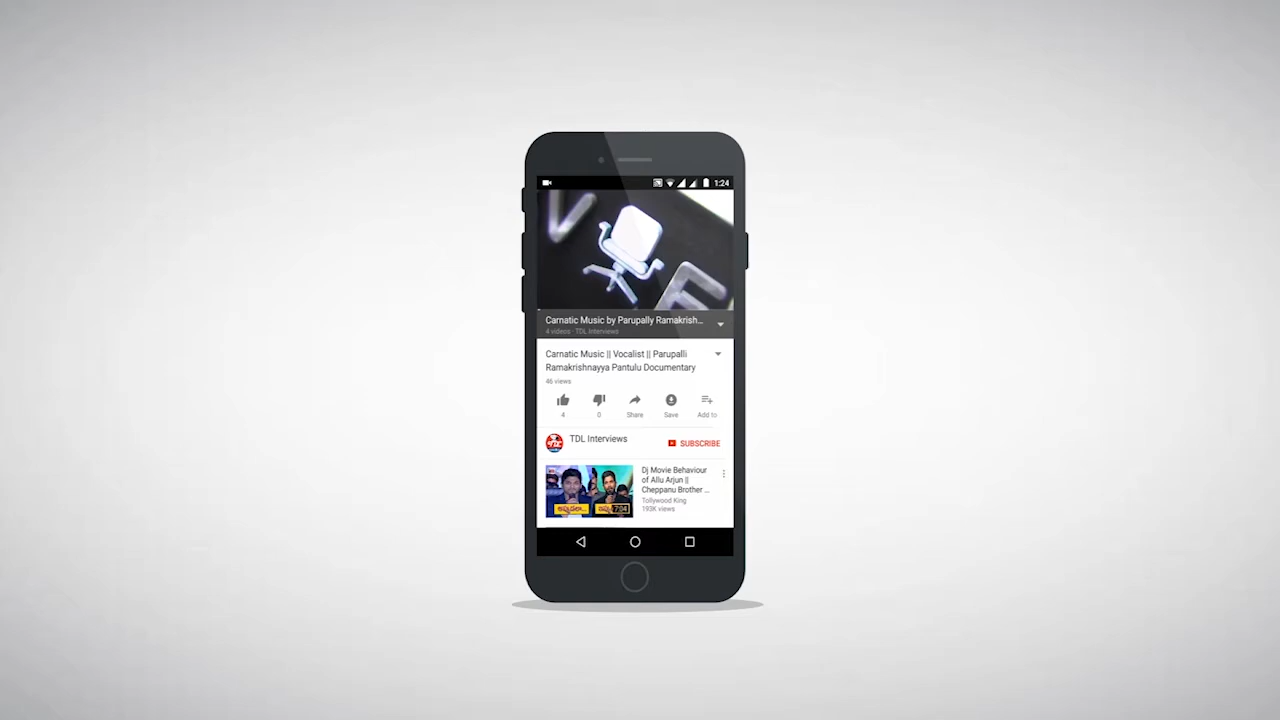 1:24
V
E
Carnatic Music by Parupally Ramakrish...
4 videos · TDL Interviews
Carnatic Music || Vocalist || Parupalli
Ramakrishnayya Pantulu Documentary
46 views
4
0
Share
Save
Add to
TDL Interviews
SUBSCRIBE
Dj Movie Behaviour
of Allu Arjun ||
Cheppanu Brother ...
Tollywood King
193K views
7:04